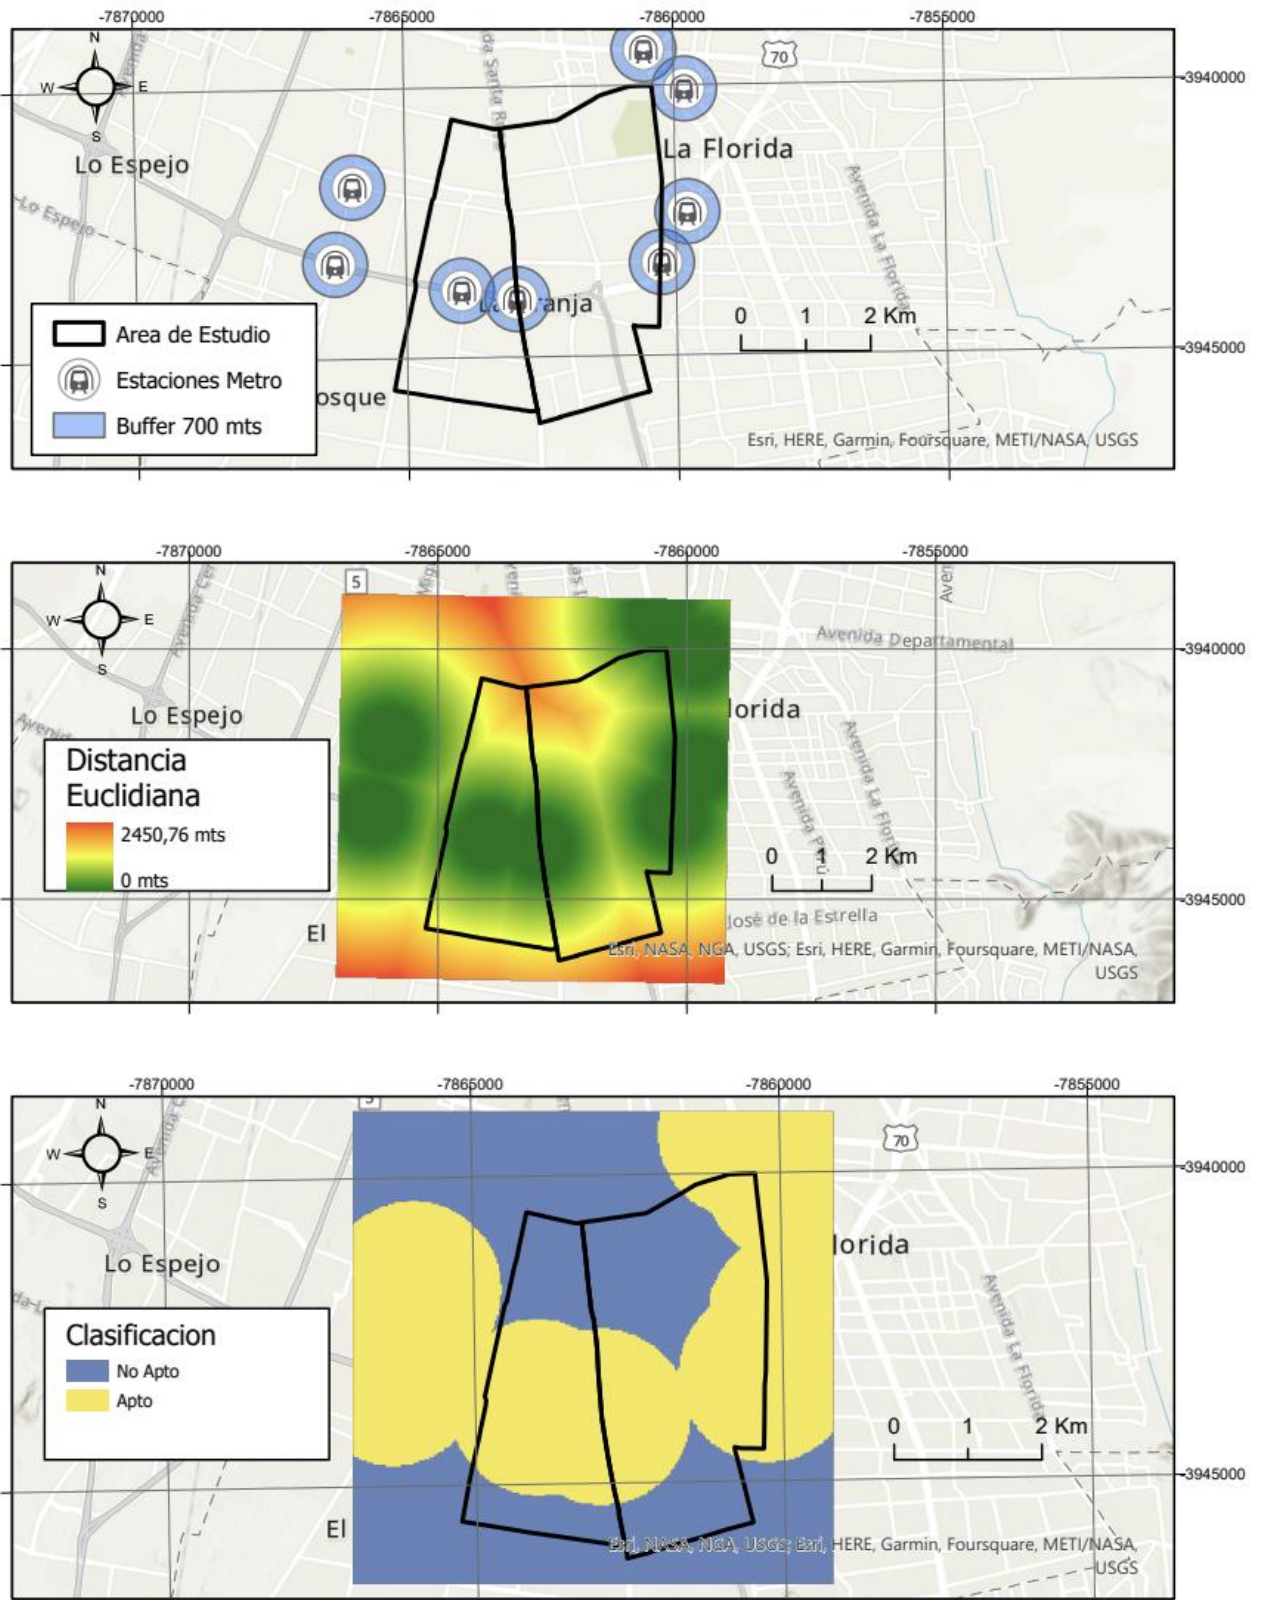 -7870000 -7865000 -7860000 -7855000
N
W E
S
70
-3940000
Lo Espejo
La Florida
Avenida La Florida
-Lo Espejo
anja
0 1 2 Km
Area de Estudio
Estaciones Metro
Buffer 700 mts
-3945000
osque
Esri, HERE, Garmin, Foursquare, METI/NASA, USGS
-7870000 -7865000 -7860000 -7855000
N
W E
S
5
Avenida Departamental
-3940000
Lo Espejo
lorida
Avenida La Florida
Distancia
Euclidiana
2450,76 mts
0 mts
0 1 2 Km
-3945000
José de la Estrella
El
Esri, NASA, NGA, USGS; Esri, HERE, Garmin, Foursquare, METI/NASA,
USGS
-7870000 -7865000 -7860000 -7855000
N
W E
S
70
-3940000
Lo Espejo
lorida
Avenida La Florida
Clasificacion
No Apto
Apto
0 1 2 Km
-3945000
El
Esri, NASA, NGA, USGS; Esri, HERE, Garmin, Foursquare, METI/NASA,
USGS